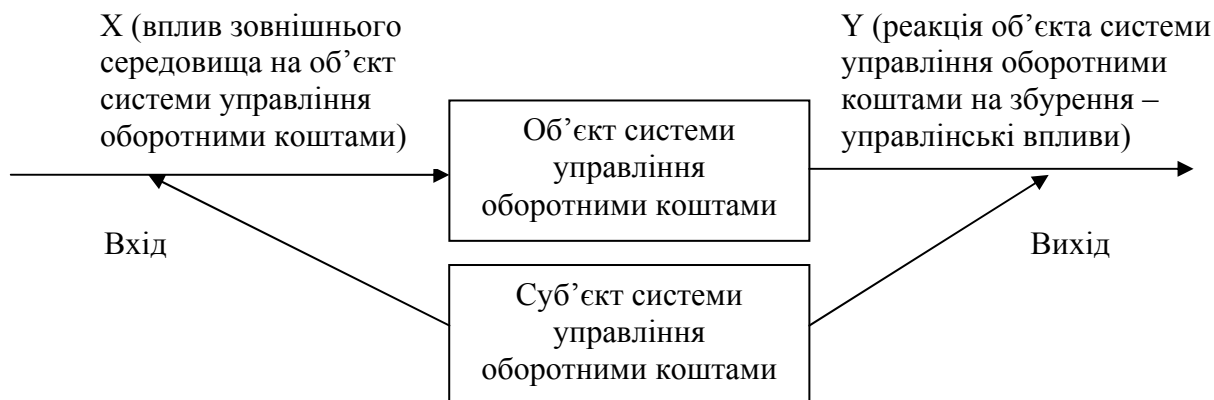 X (вплив зовнішнього
середовища на об’єкт
системи управління
оборотними коштами)
Y (реакція об’єкта системи
управління оборотними
коштами на збурення –
управлінські впливи)
Об’єкт системи
управління
оборотними коштами
Вхід
Вихід
Суб’єкт системи
управління
оборотними коштами